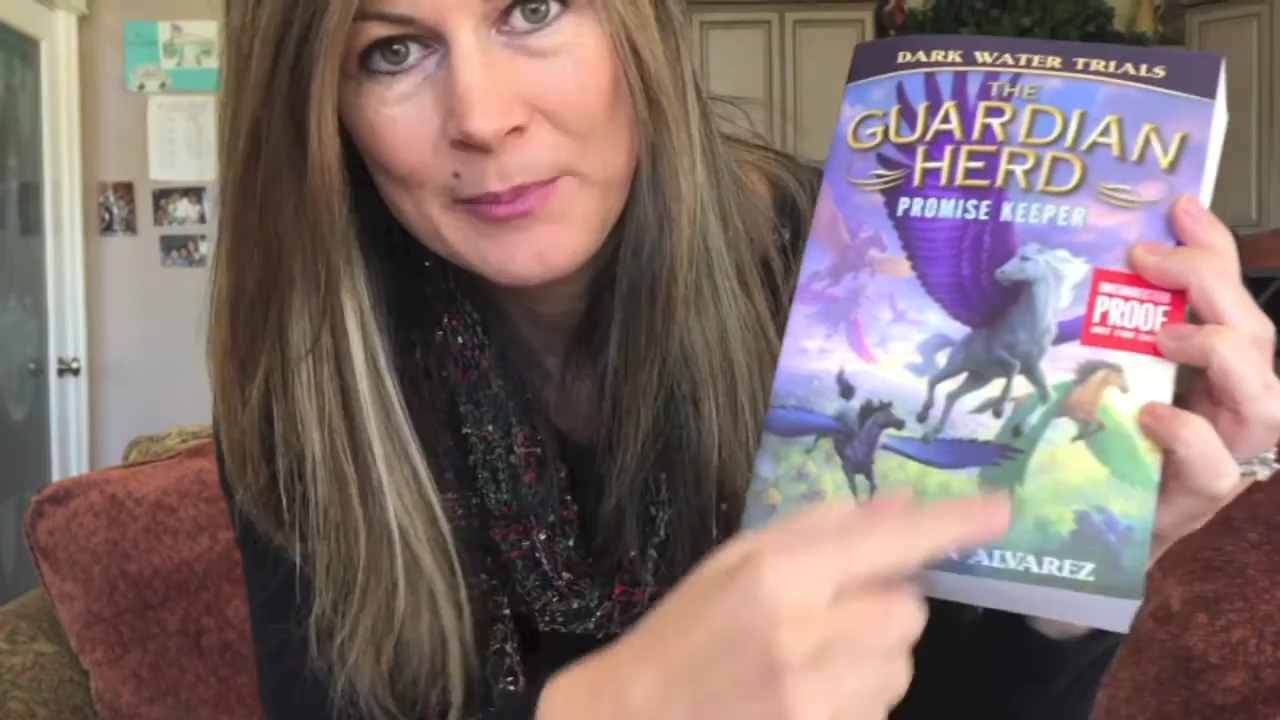 DARK WATER TRIALS
THE
GUARDIAN
HERD
PROMISE KEEPER
PROOF
ALVAREZ